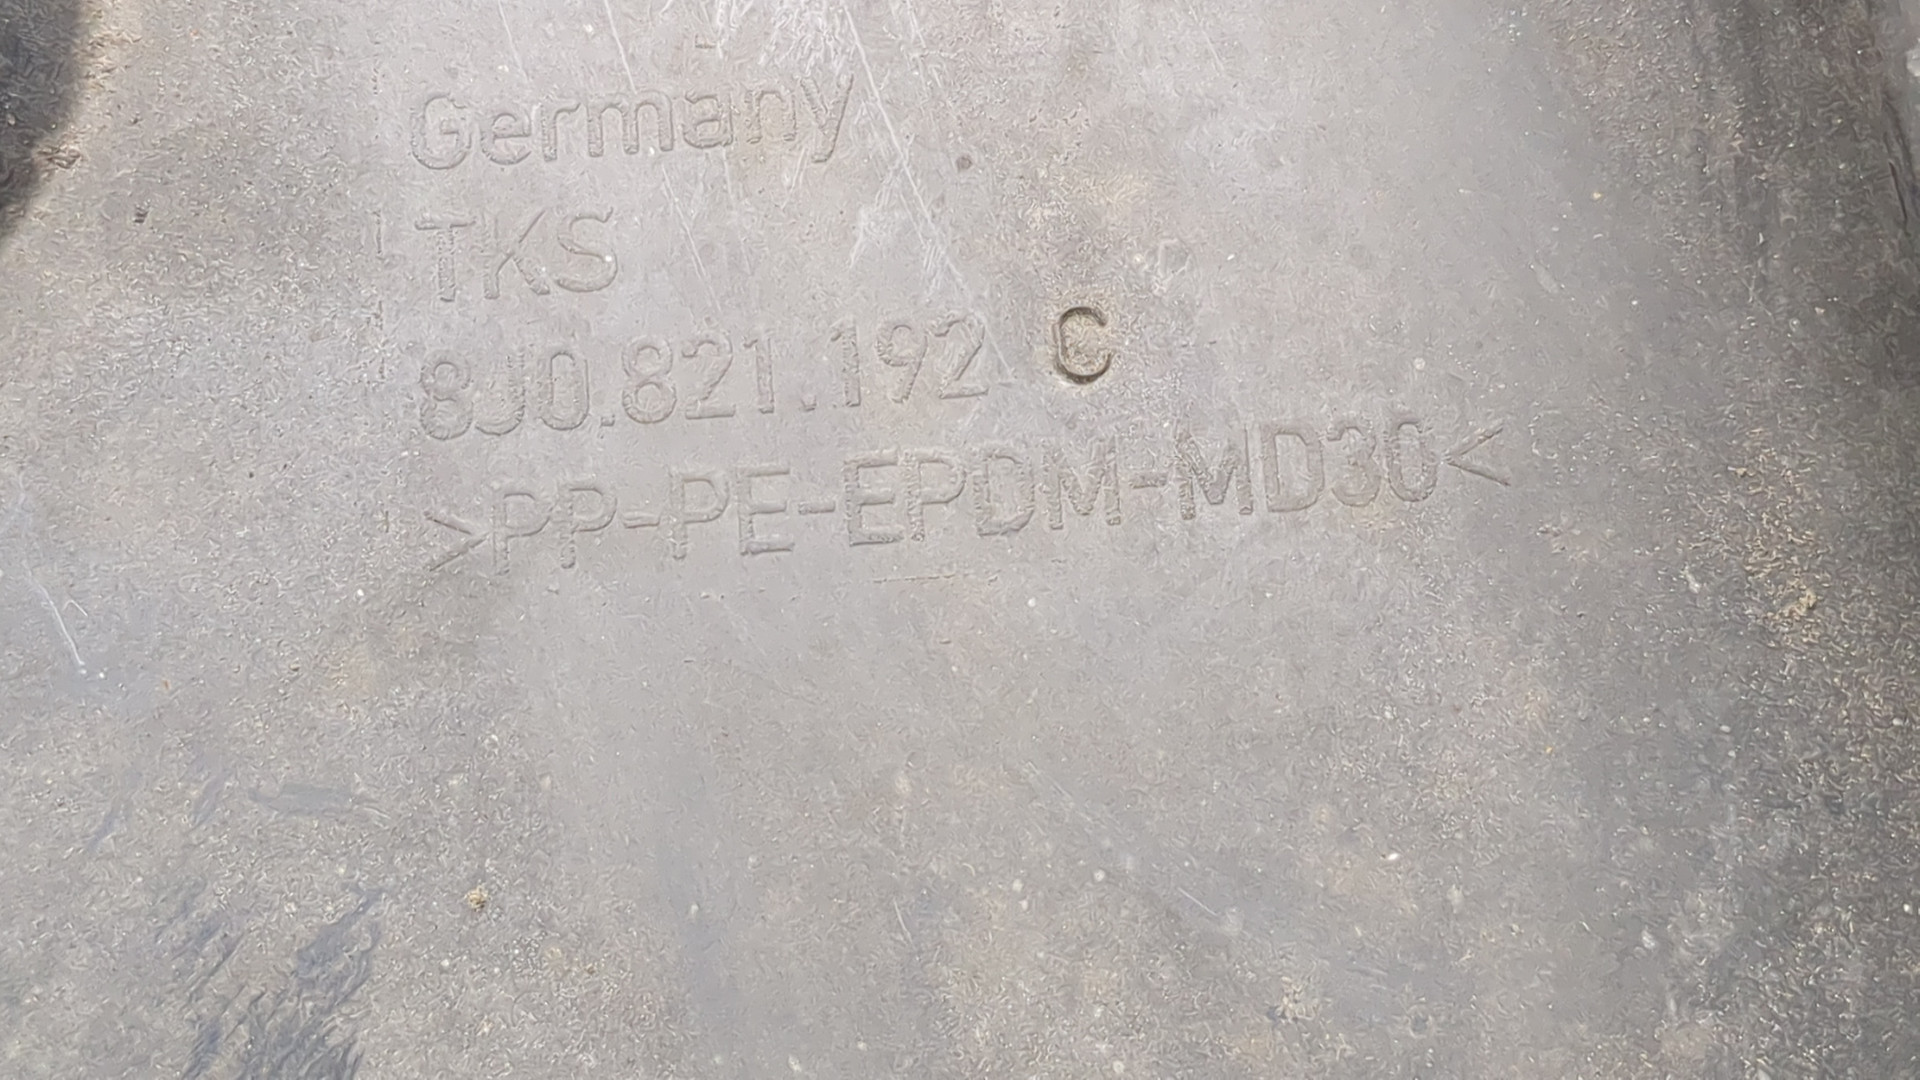 Germany
TKS
8J0.821.192 C
>PP-PE-EPDM-MD30<